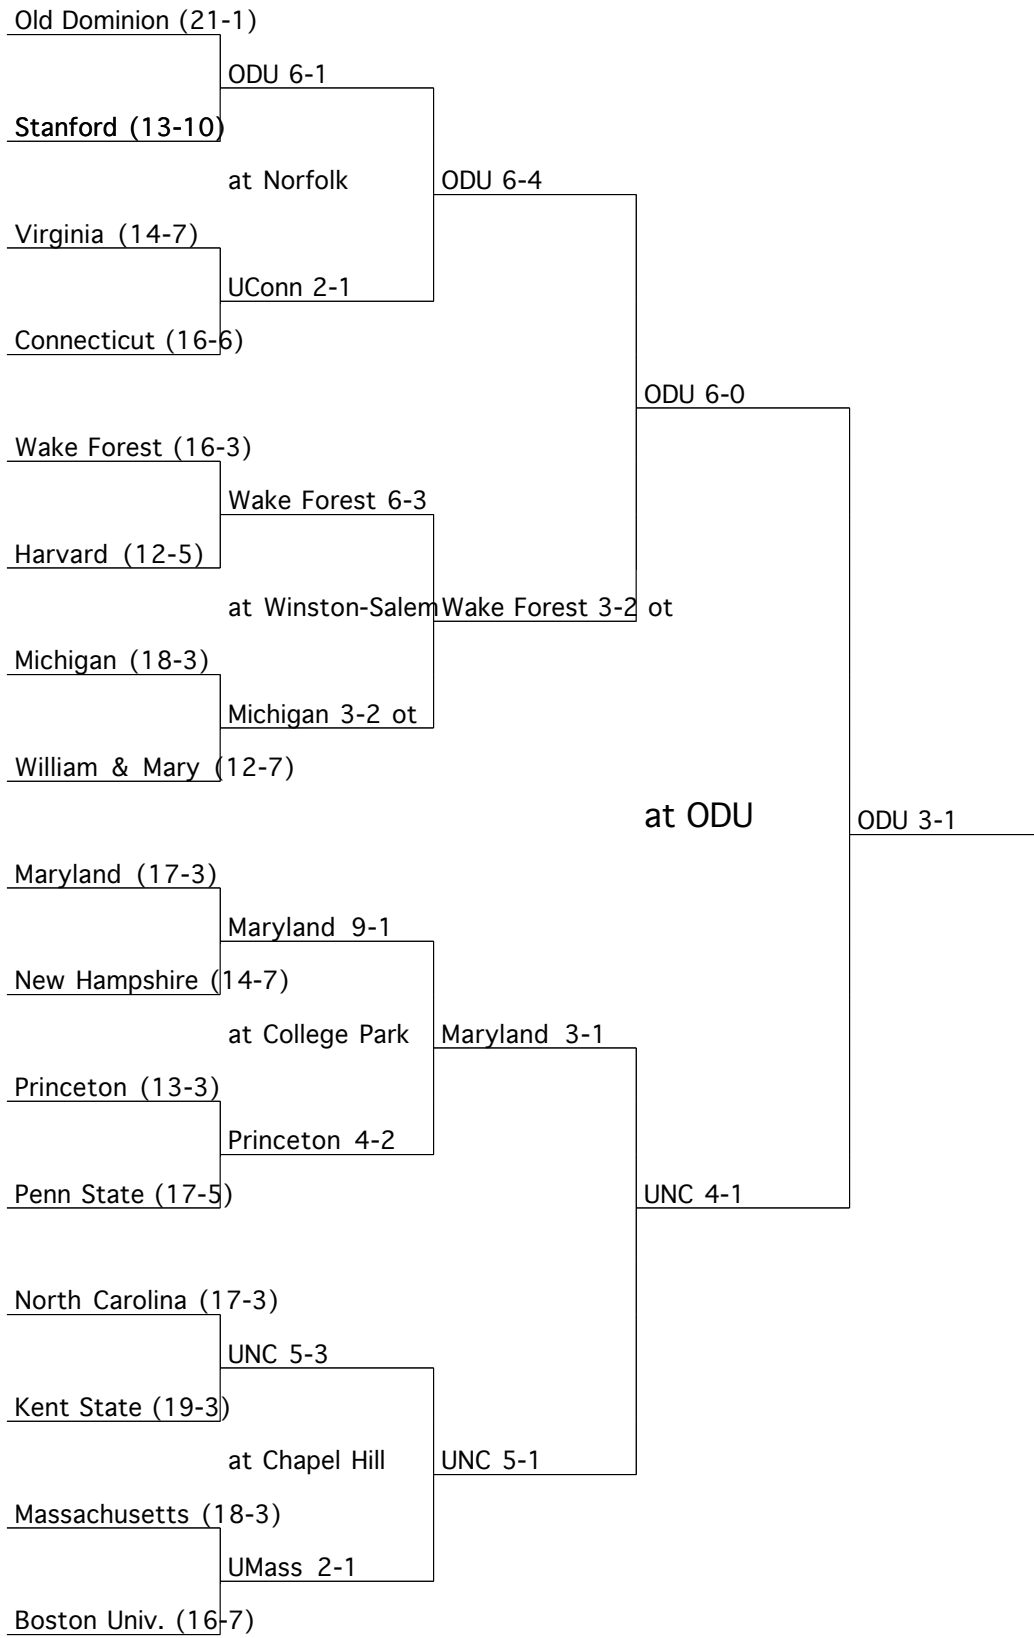 Old Dominion (21-1)
ODU 6-1
Stanford (13-10)
at Norfolk
ODU 6-4
Virginia (14-7)
UConn 2-1
Connecticut (16-6)
ODU 6-0
Wake Forest (16-3)
Wake Forest 6-3
Harvard (12-5)
at Winston-Salem
Wake Forest 3-2 ot
Michigan (18-3)
Michigan 3-2 ot
William & Mary (12-7)
at ODU
ODU 3-1
Maryland (17-3)
Maryland 9-1
New Hampshire (14-7)
at College Park
Maryland 3-1
Princeton (13-3)
Princeton 4-2
Penn State (17-5)
UNC 4-1
North Carolina (17-3)
UNC 5-3
Kent State (19-3)
at Chapel Hill
UNC 5-1
Massachusetts (18-3)
UMass 2-1
Boston Univ. (16-7)